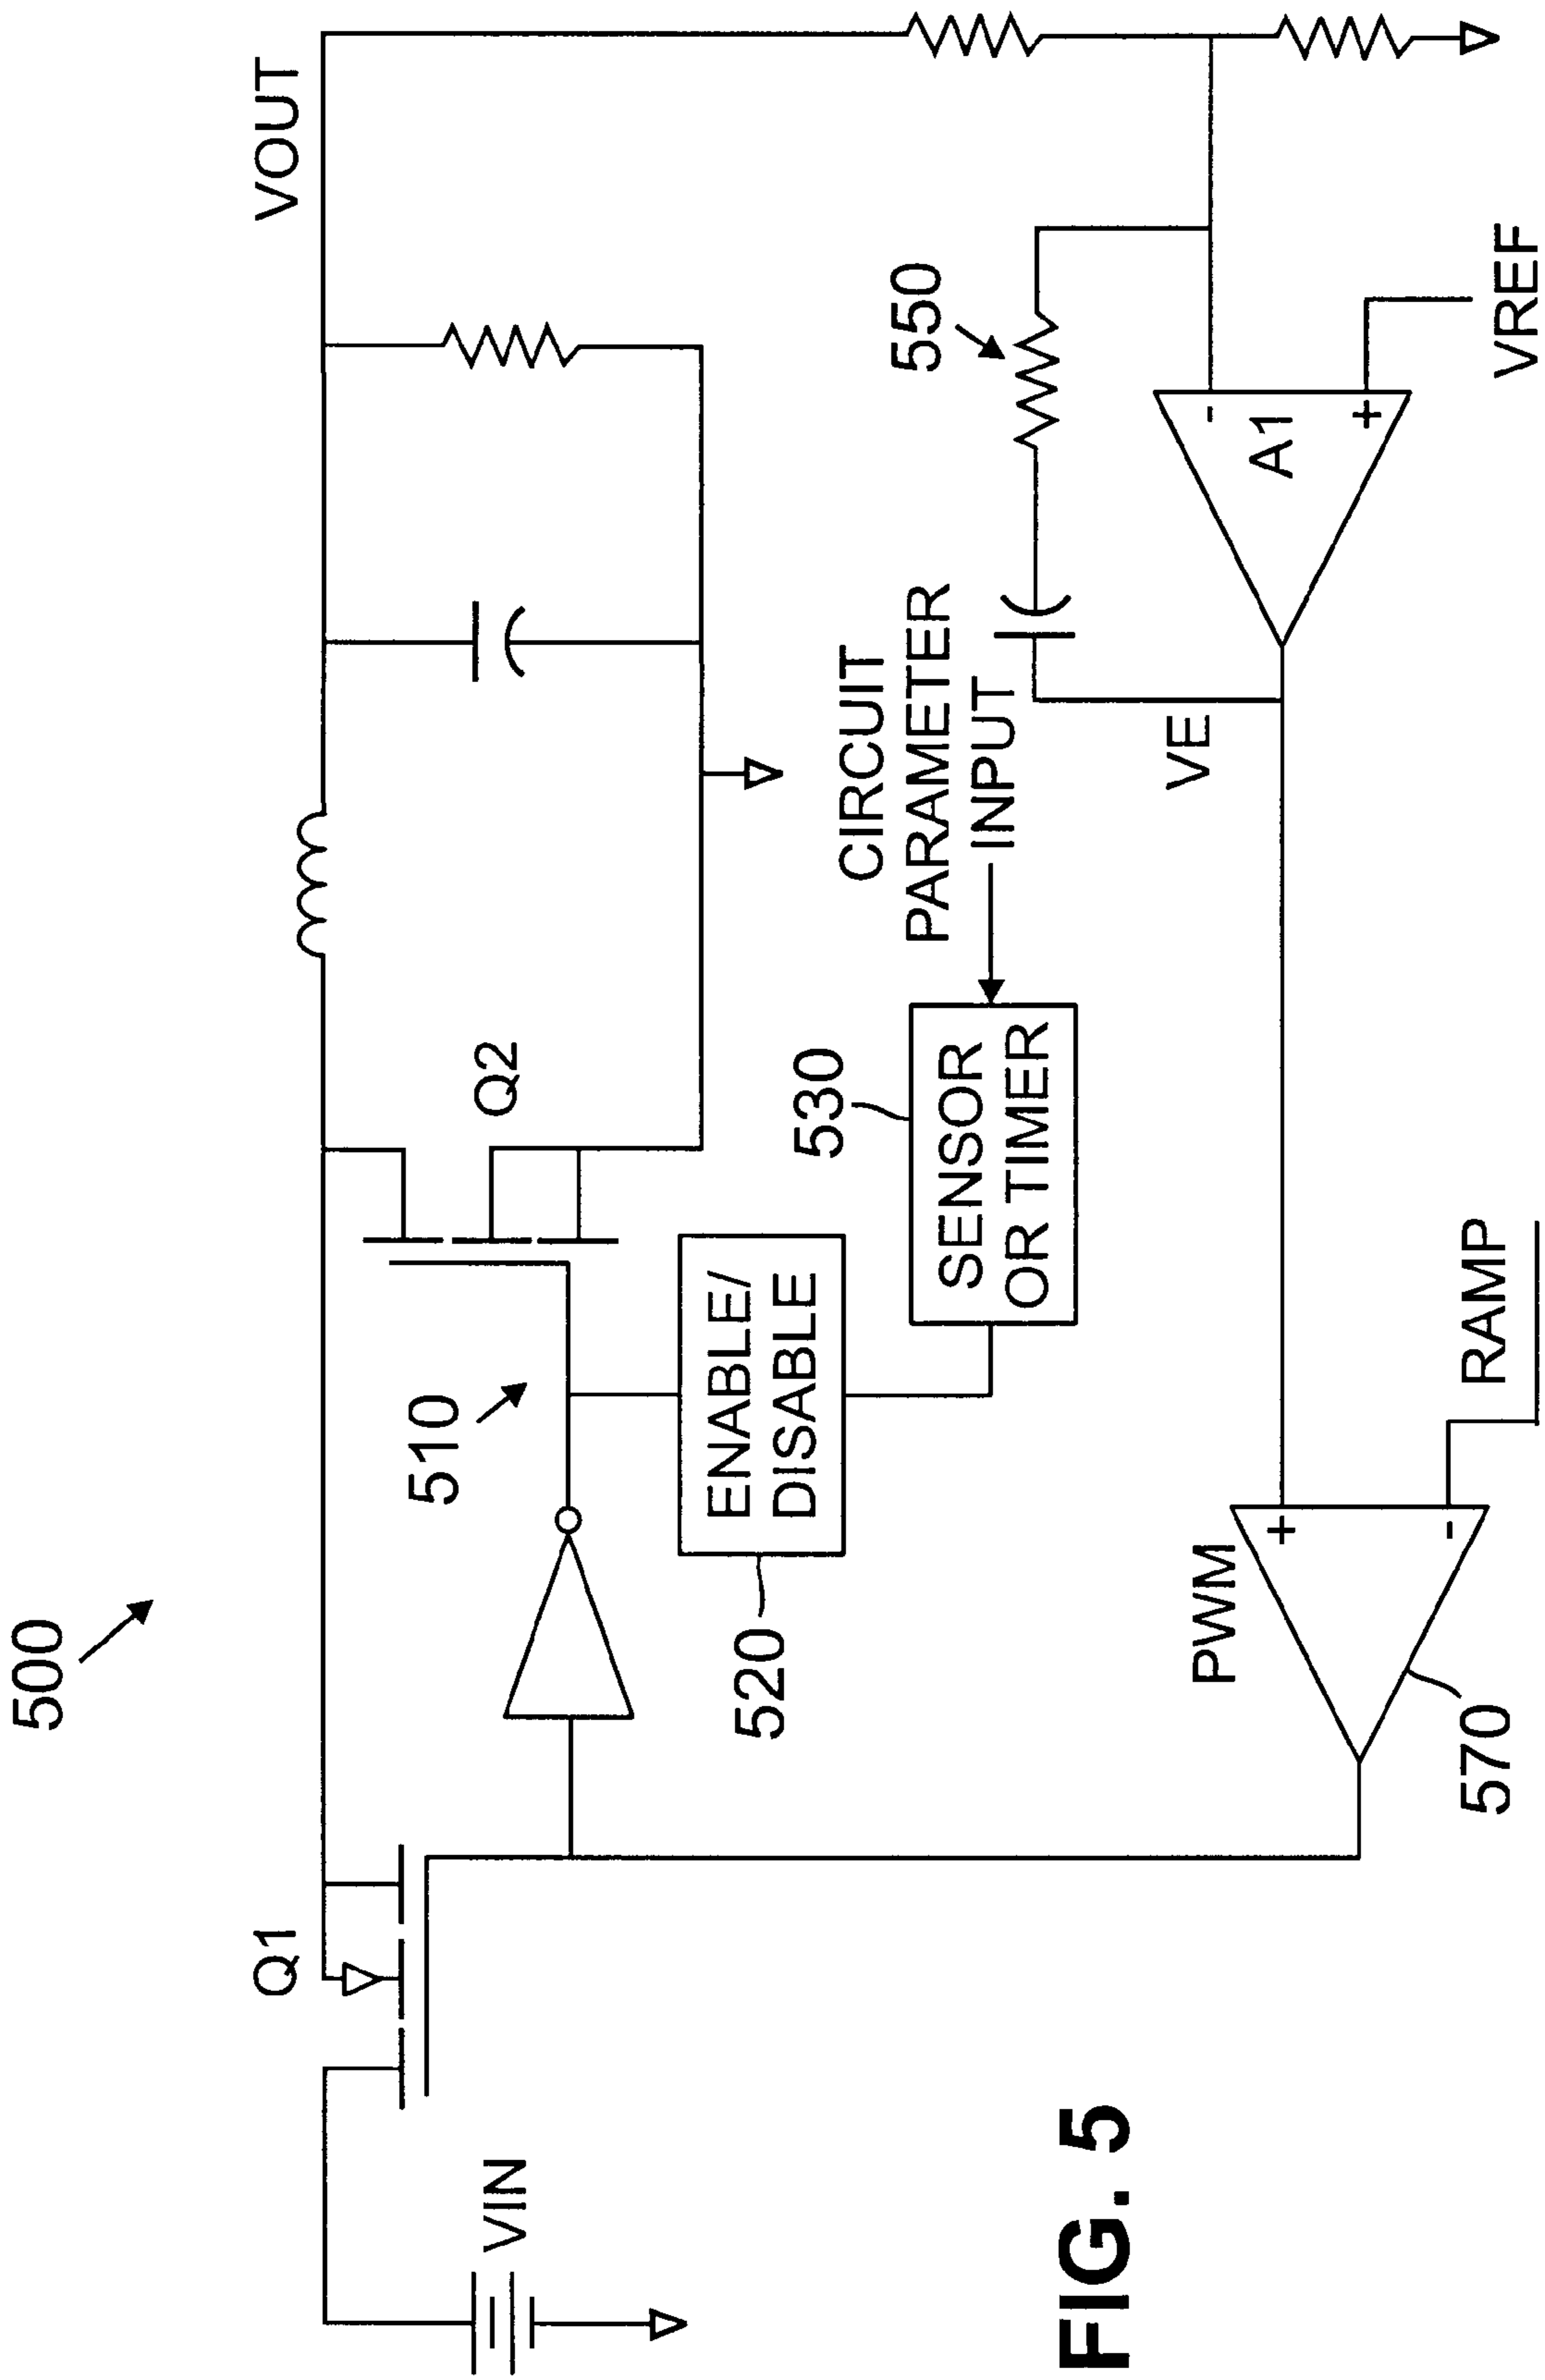 500
VOUT
Q1
510
Q2
VIN
ENABLE/
DISABLE
520
530
SENSOR
OR TIMER
CIRCUIT
PARAMETER
INPUT
550
VE
A1
-
+
VREF
PWM
+
-
570
RAMP
FIG. 5